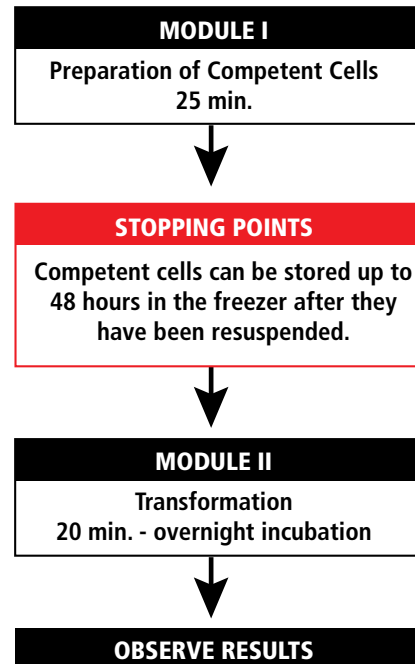 MODULE I
Preparation of Competent Cells
25 min.
STOPPING POINTS
Competent cells can be stored up to
48 hours in the freezer after they
have been resuspended.
MODULE II
Transformation
20 min. - overnight incubation
OBSERVE RESULTS